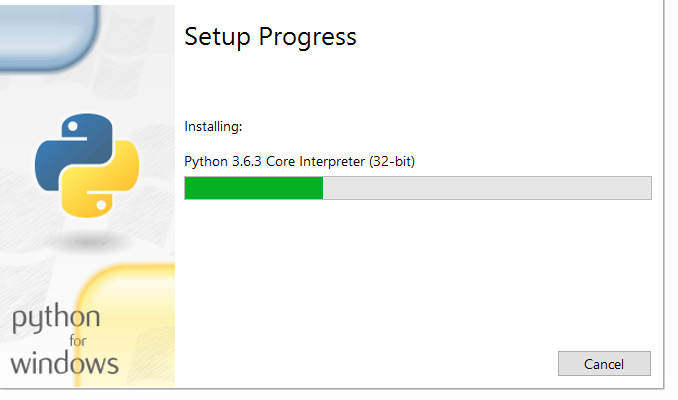 Setup Progress
Installing:
Python 3.6.3 Core Interpreter (32-bit)
python
for
windows
Cancel